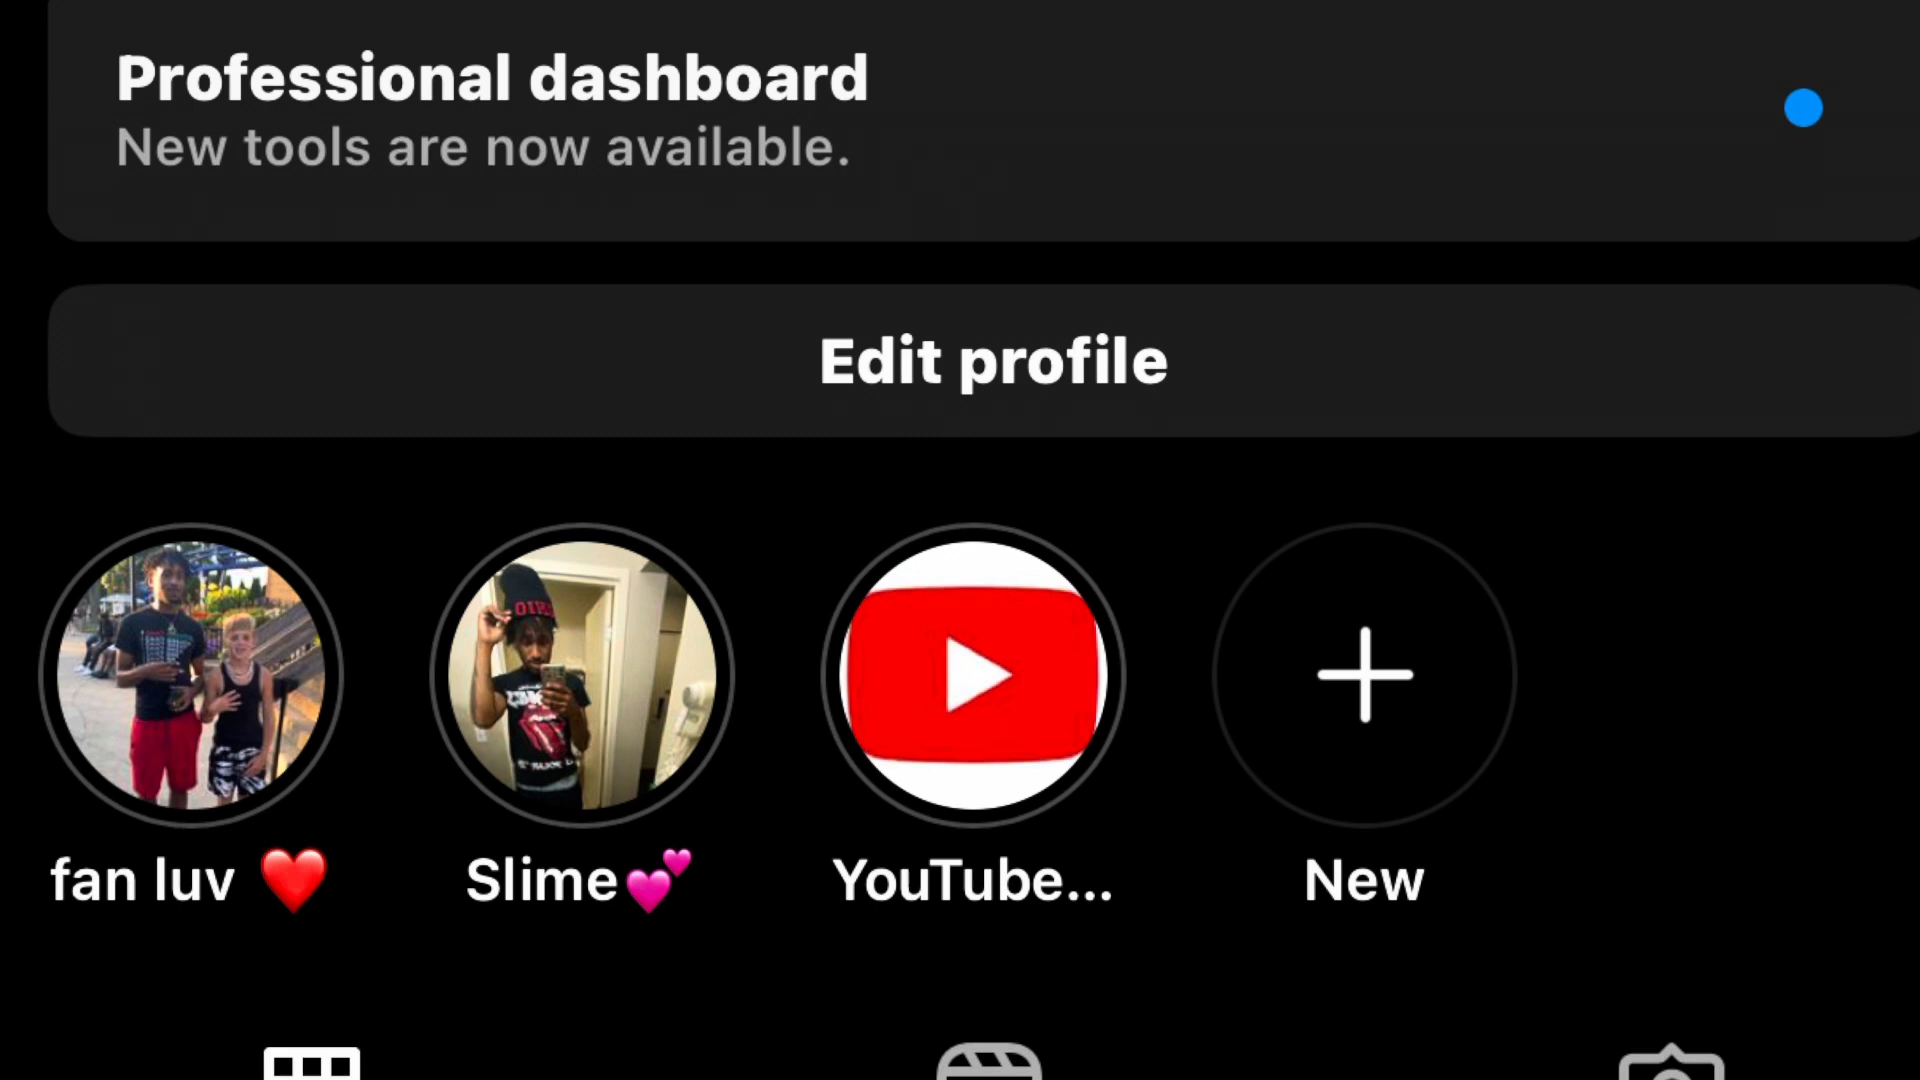 Professional dashboard
New tools are now available.
Edit profile
fan luv ❤️
Slime💕
YouTube...
New